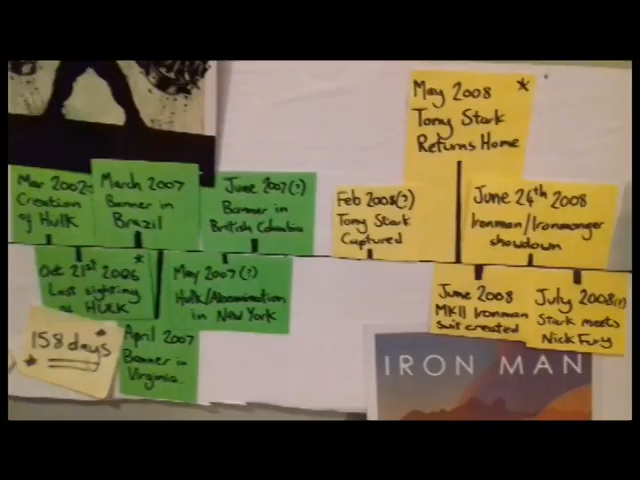 Mar 2002
Creation
of Hulk
March 2007
Banner in
Brazil
June 2007(?)
Banner in
British Columbia
Feb 2008(?)
Tony Stark
Captured
May 2008 *
Tony Stark
Returns Home
June 24th 2008
Ironman/Ironmonger
showdown
Oct 21st 2006 *
Last sighting
of HULK
158 days
April 2007
Banner in
Virginia
May 2007(?)
Hulk/Abomination
in New York
June 2008
MKII Ironman
suit created
July 2008(?)
Stark meets
Nick Fury
IRON MAN